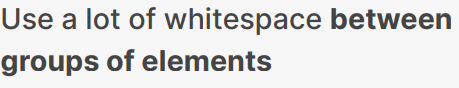 Use a lot of whitespace between
groups of elements